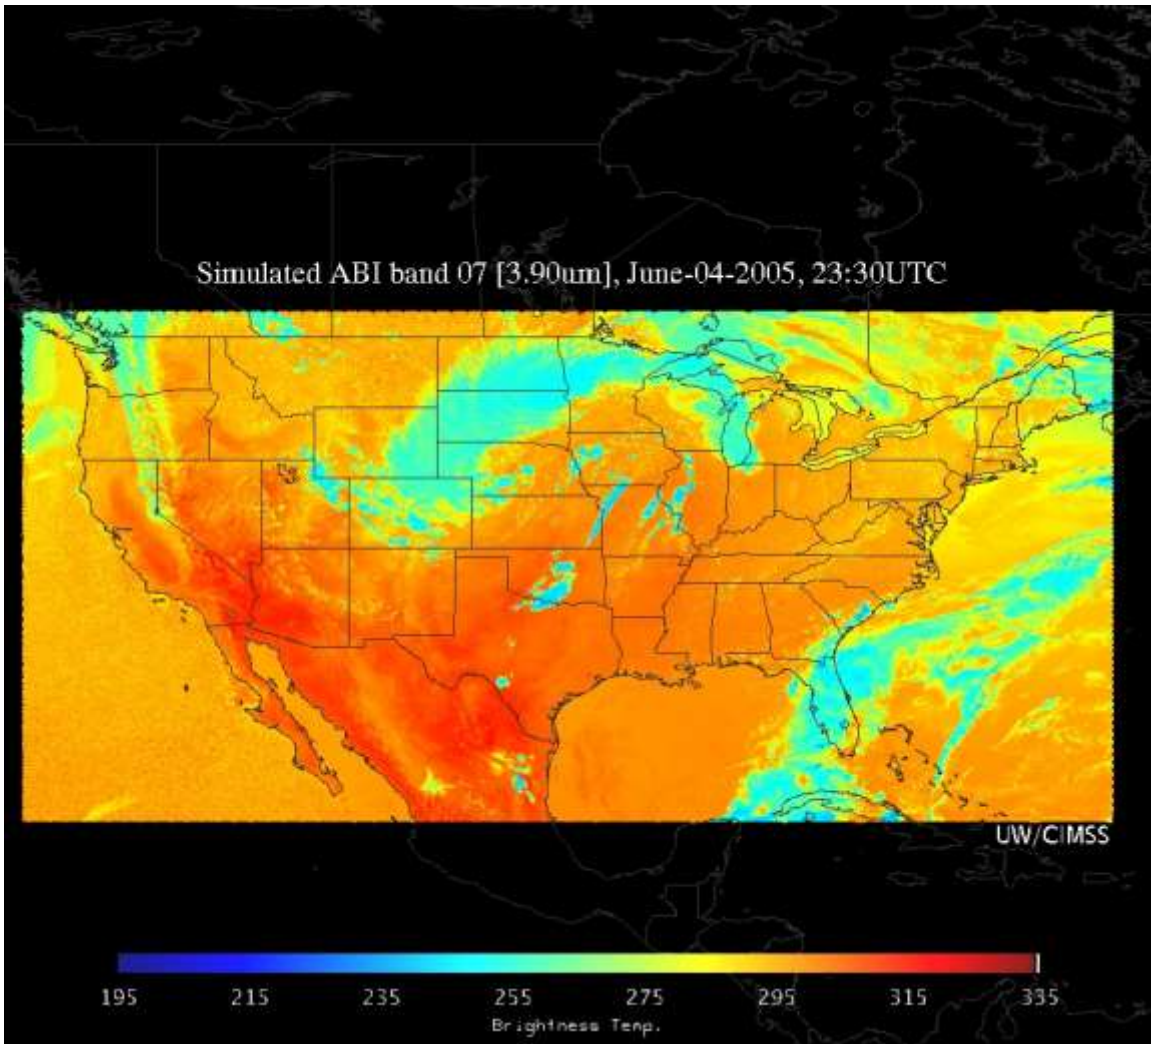 Simulated ABI band 07 [3.90um], June-04-2005, 23:30UTC
UW/CIMSS
195 215 235 255 275 295 315 335
Brightness Temp.